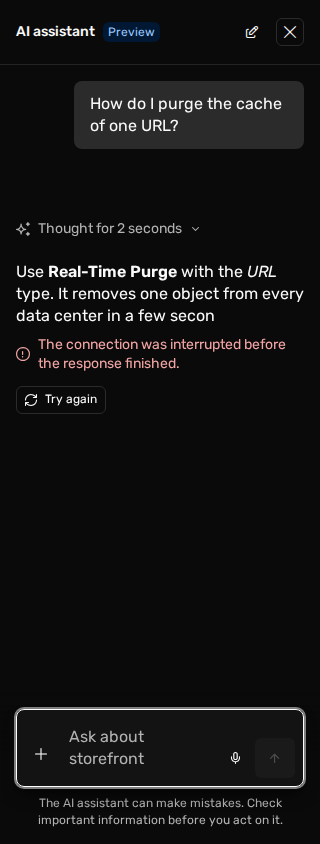 AI assistant Preview
How do I purge the cache
of one URL?
Thought for 2 seconds
Use Real-Time Purge with the URL
type. It removes one object from every
data center in a few secon
The connection was interrupted before
the response finished.
Try again
Ask about
storefront
The AI assistant can make mistakes. Check
important information before you act on it.